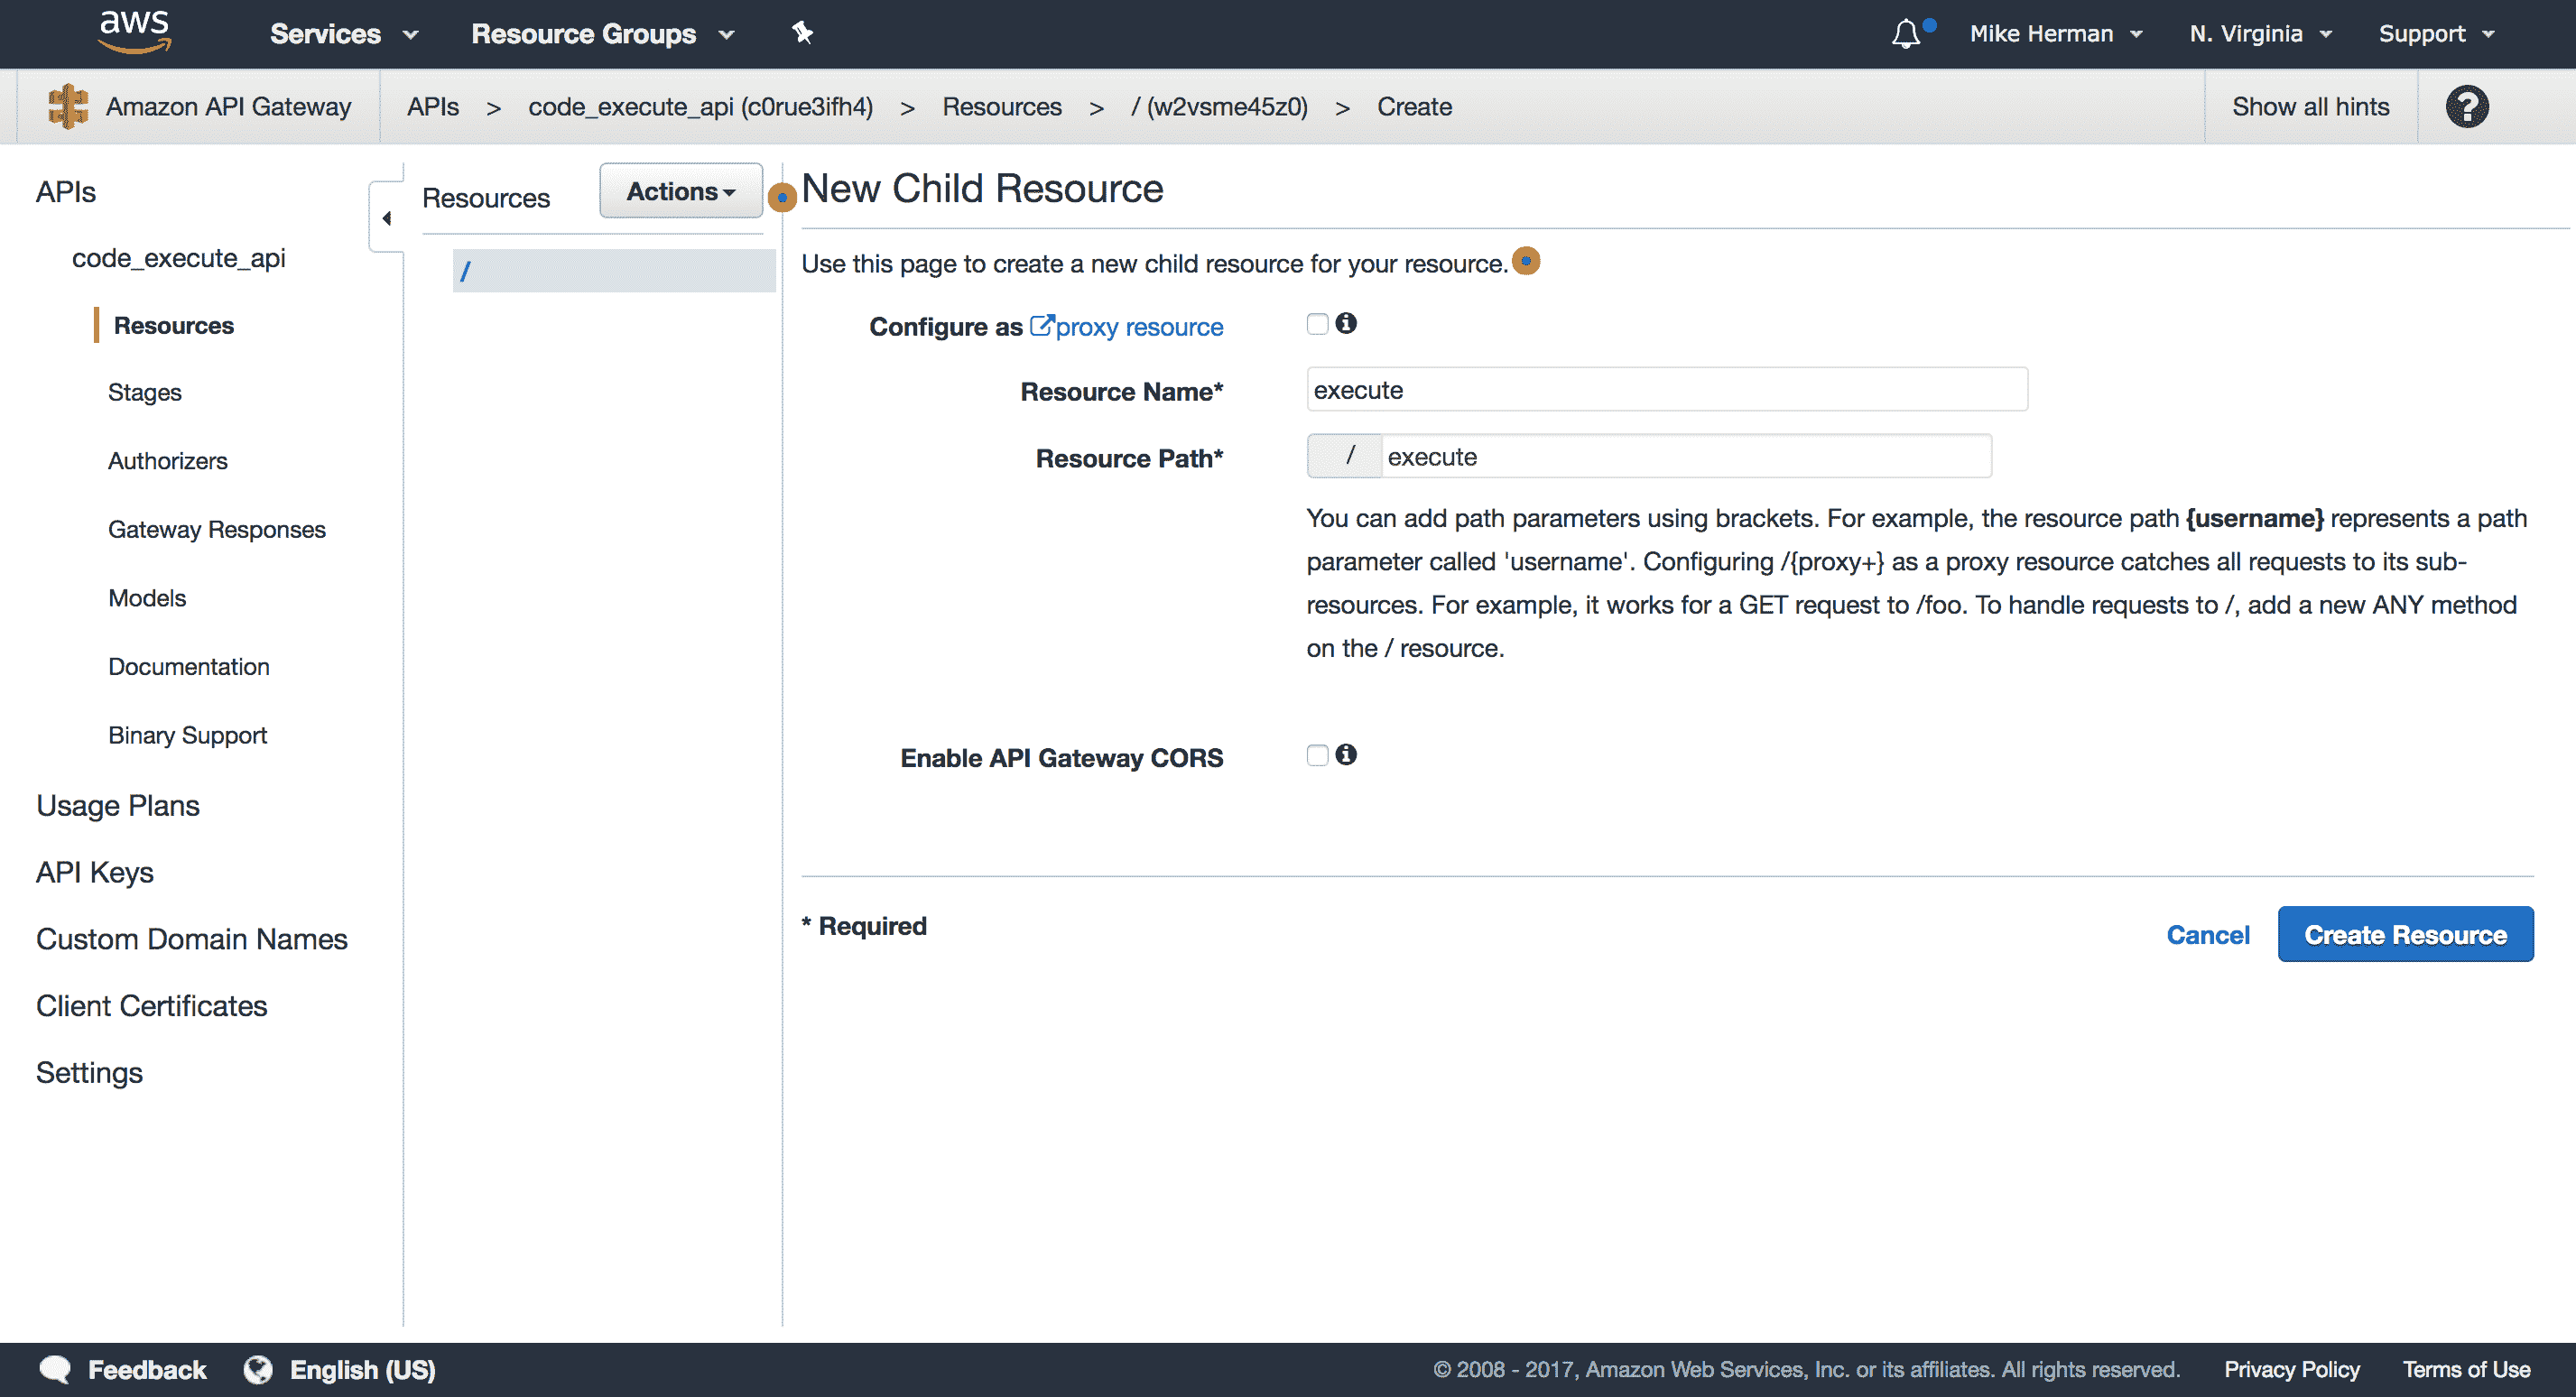 aws Services Resource Groups Mike Herman N. Virginia Support
Amazon API Gateway APIs > code_execute_api (c0rue3ifh4) > Resources > / (w2vsme45z0) > Create Show all hints ?
APIs
code_execute_api
Resources
Stages
Authorizers
Gateway Responses
Models
Documentation
Binary Support
Usage Plans
API Keys
Custom Domain Names
Client Certificates
Settings
Resources Actions
/
New Child Resource
Use this page to create a new child resource for your resource.
Configure as proxy resource
Resource Name* execute
Resource Path* / execute
You can add path parameters using brackets. For example, the resource path {username} represents a path
parameter called 'username'. Configuring /{proxy+} as a proxy resource catches all requests to its sub-
resources. For example, it works for a GET request to /foo. To handle requests to /, add a new ANY method
on the / resource.
Enable API Gateway CORS
* Required Cancel Create Resource
Feedback English (US) © 2008 - 2017, Amazon Web Services, Inc. or its affiliates. All rights reserved. Privacy Policy Terms of Use